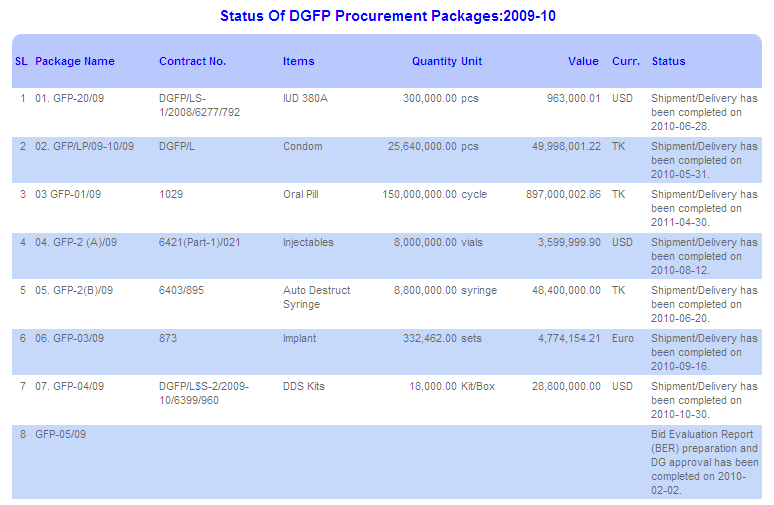 Status Of DGFP Procurement Packages:2009-10
SL Package Name Contract No. Items Quantity Unit Value Curr. Status
1 01. GFP-20/09 DGFP/LS- IUD 380A 300,000.00 pcs 963,000.01 USD Shipment/Delivery has
1/2008/6277/792 been completed on
2010-06-28.
2 02. GFP/LP/09-10/09 DGFP/L Condom 25,640,000.00 pcs 49,998,001.22 TK Shipment/Delivery has
been completed on
2010-05-31.
3 03 GFP-01/09 1029 Oral Pill 150,000,000.00 cycle 897,000,002.86 TK Shipment/Delivery has
been completed on
2011-04-30.
4 04. GFP-2 (A)/09 6421(Part-1)/021 Injectables 8,000,000.00 vials 3,599,999.90 USD Shipment/Delivery has
been completed on
2010-08-12.
5 05. GFP-2(B)/09 6403/895 Auto Destruct 8,800,000.00 syringe 48,400,000.00 TK Shipment/Delivery has
Syringe been completed on
2010-06-20.
6 06. GFP-03/09 873 Implant 332,462.00 sets 4,774,154.21 Euro Shipment/Delivery has
been completed on
2010-09-16.
7 07. GFP-04/09 DGFP/L$S-2/2009- DDS Kits 18,000.00 Kit/Box 28,800,000.00 USD Shipment/Delivery has
10/6399/960 been completed on
2010-10-30.
8 GFP-05/09 Bid Evaluation Report
(BER) preparation and
DG approval has been
completed on 2010-
02-02.